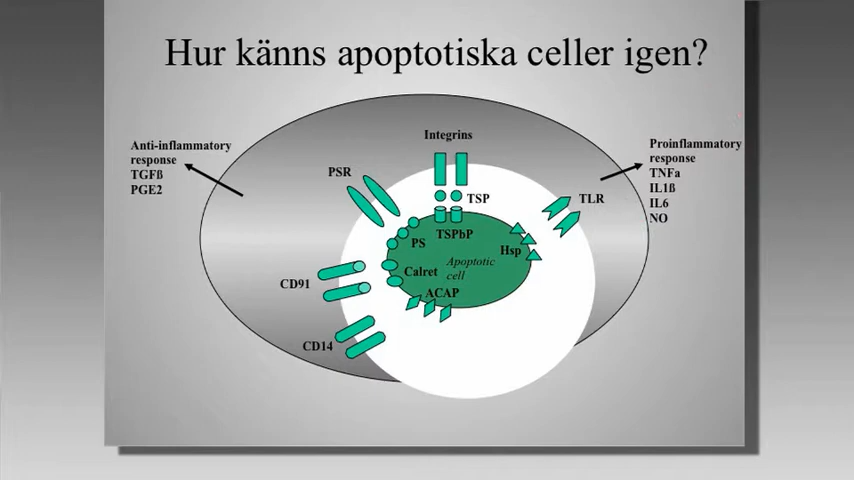 Hur känns apoptotiska celler igen?
Anti-inflammatory
response
TGFß
PGE2
Integrins
Proinflammatory
response
TNFa
IL1ß
IL6
NO
PSR
TSP
TLR
TSPbP
PS
Hsp
Apoptotic
cell
Calret
CD91
ACAP
CD14